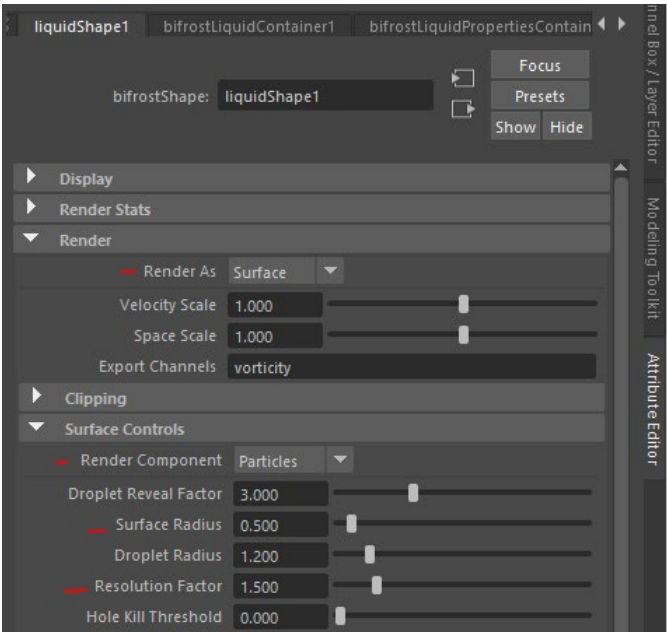 liquidShape1 bifrostLiquidContainer1 bifrostLiquidPropertiesContain
bifrostShape: liquidShape1
Focus
Presets
Show Hide
Display
Render Stats
Render
Render As Surface
Velocity Scale 1.000
Space Scale 1.000
Export Channels vorticity
Clipping
Surface Controls
Render Component Particles
Droplet Reveal Factor 3.000
Surface Radius 0.500
Droplet Radius 1.200
Resolution Factor 1.500
Hole Kill Threshold 0.000
nnel Box / Layer Editor
Modeling Toolkit
Attribute Editor